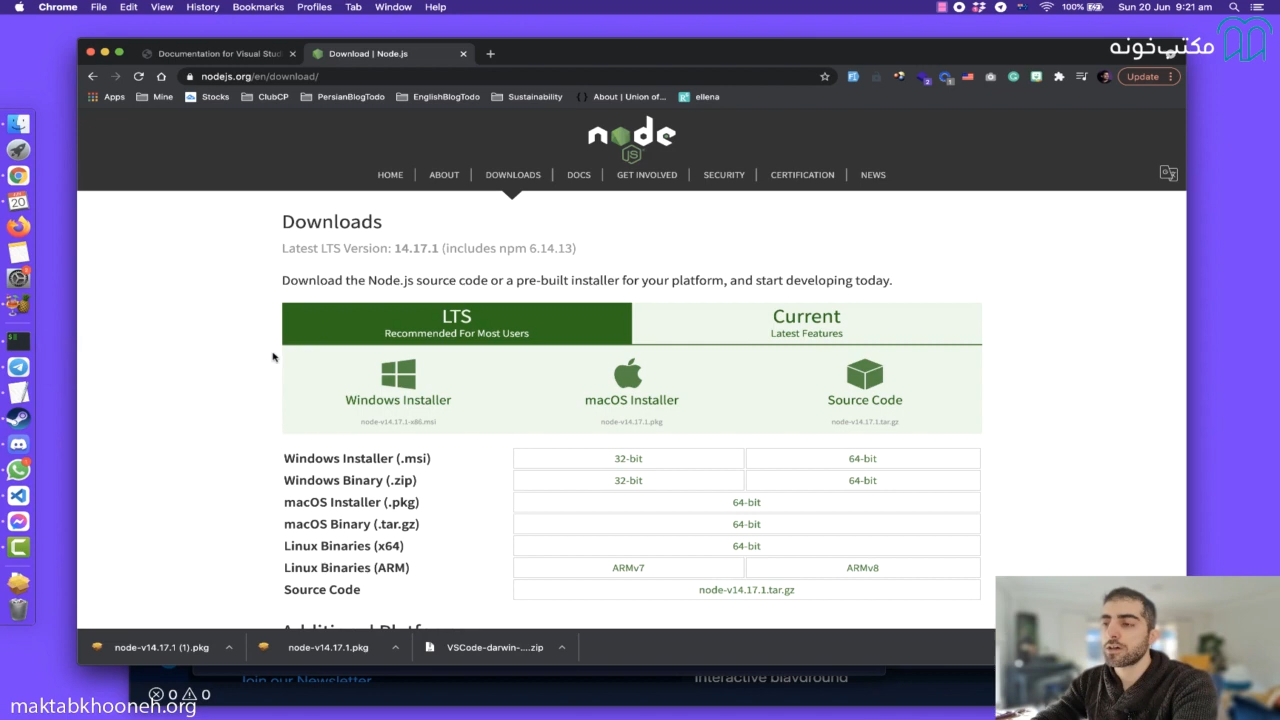 Chrome File Edit View History Bookmarks Profiles Tab Window Help 100% Sun 20 Jun 9:21 am
مکتب‌خونه
Documentation for Visual Stud Download | Node.js
nodejs.org/en/download/ Update
Apps Mine Stocks ClubCP PersianBlogTodo EnglishBlogTodo Sustainability About | Union of... ellena
node
JS
HOME ABOUT DOWNLOADS DOCS GET INVOLVED SECURITY CERTIFICATION NEWS
Downloads
Latest LTS Version: 14.17.1 (includes npm 6.14.13)
Download the Node.js source code or a pre-built installer for your platform, and start developing today.
LTS Current
Recommended For Most Users Latest Features
Windows Installer macOS Installer Source Code
node-v14.17.1-x86.msi node-v14.17.1.pkg node-v14.17.1.tar.gz
Windows Installer (.msi) 32-bit 64-bit
Windows Binary (.zip) 32-bit 64-bit
macOS Installer (.pkg) 64-bit
macOS Binary (.tar.gz) 64-bit
Linux Binaries (x64) 64-bit
Linux Binaries (ARM) ARMv7 ARMv8
Source Code node-v14.17.1.tar.gz
node-v14.17.1 (1).pkg node-v14.17.1.pkg VSCode-darwin-....zip
Join our Newsletter Interactive playground
0 0
maktabkhooneh.org